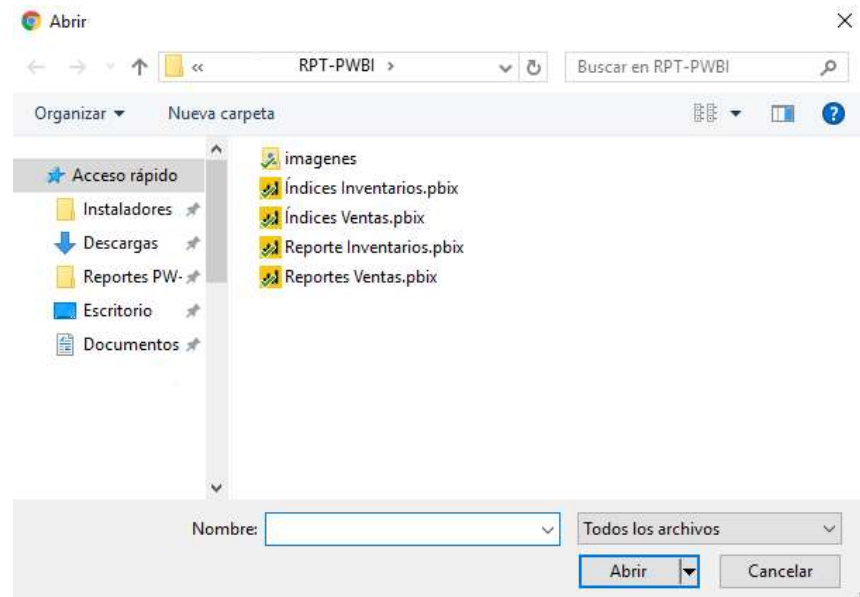 Abrir
« RPT-PWBI >
Buscar en RPT-PWBI
Organizar
Nueva carpeta
Acceso rápido
Instaladores
Descargas
Reportes PW-
Escritorio
Documentos
imagenes
Índices Inventarios.pbix
Índices Ventas.pbix
Reporte Inventarios.pbix
Reportes Ventas.pbix
Nombre:
Todos los archivos
Abrir
Cancelar